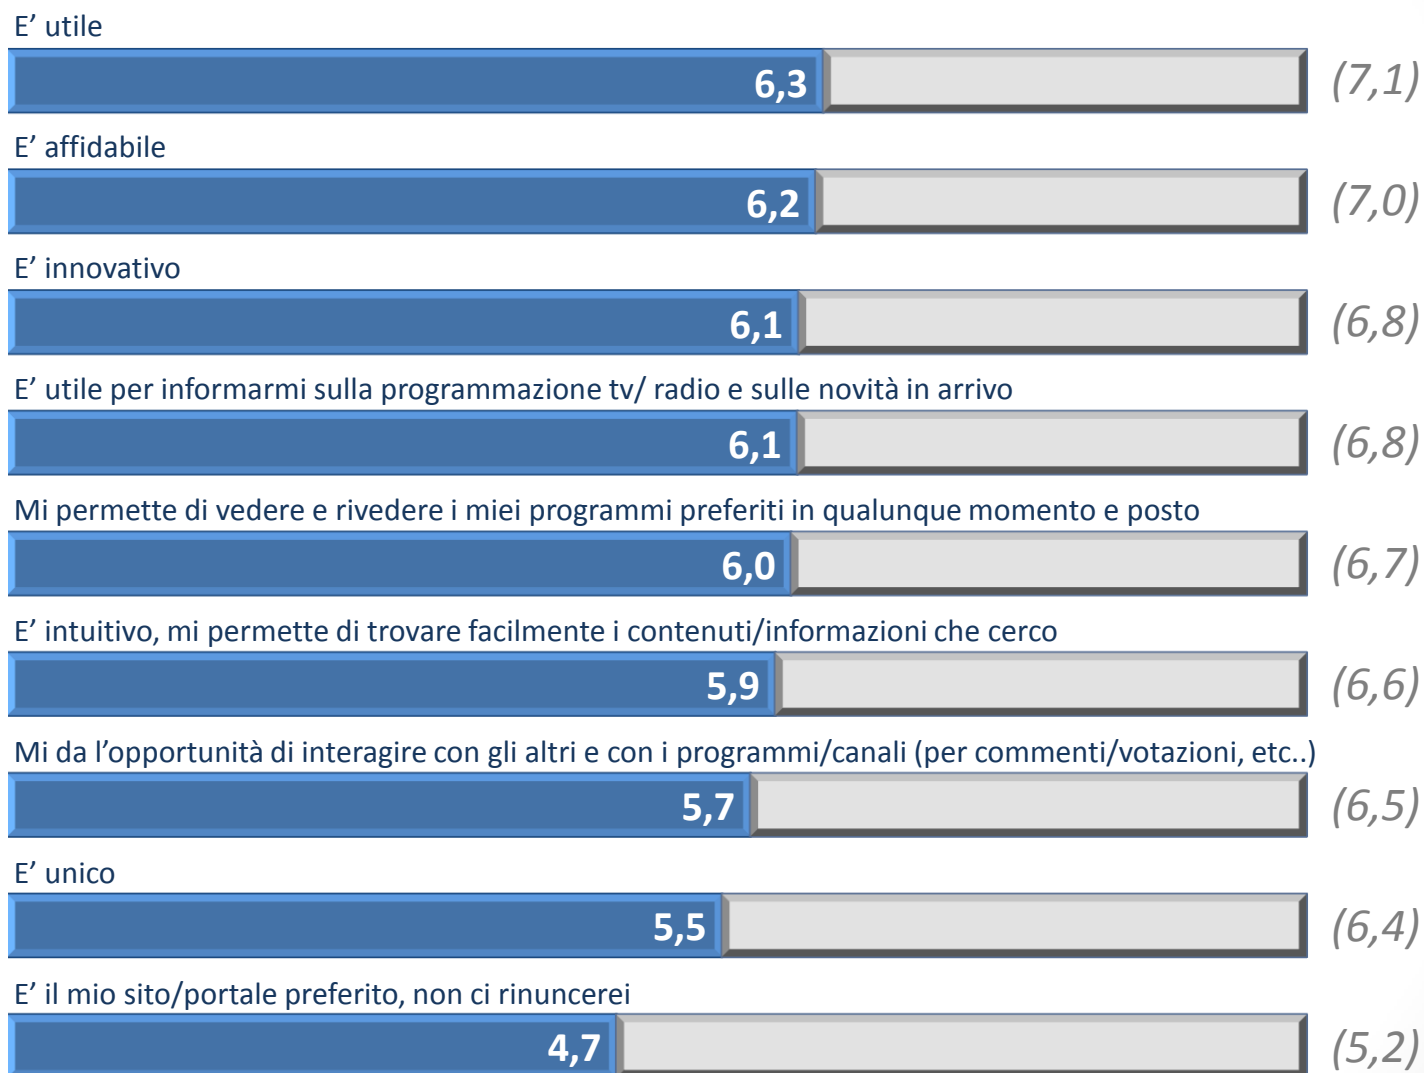 E’ utile
6,3 (7,1)
E’ affidabile
6,2 (7,0)
E’ innovativo
6,1 (6,8)
E’ utile per informarmi sulla programmazione tv/ radio e sulle novità in arrivo
6,1 (6,8)
Mi permette di vedere e rivedere i miei programmi preferiti in qualunque momento e posto
6,0 (6,7)
E’ intuitivo, mi permette di trovare facilmente i contenuti/informazioni che cerco
5,9 (6,6)
Mi da l’opportunità di interagire con gli altri e con i programmi/canali (per commenti/votazioni, etc..)
5,7 (6,5)
E’ unico
5,5 (6,4)
E’ il mio sito/portale preferito, non ci rinuncerei
4,7 (5,2)